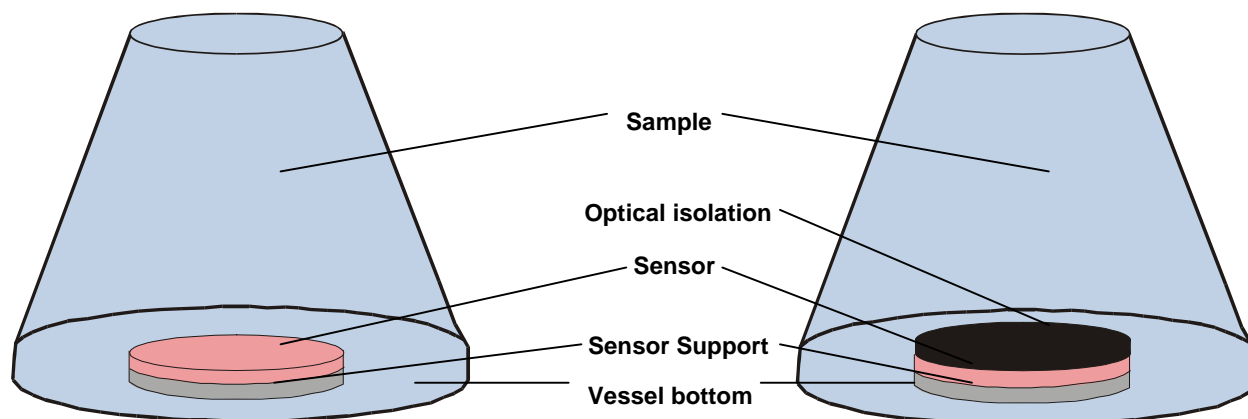 Sample
Optical isolation
Sensor
Sensor Support
Vessel bottom